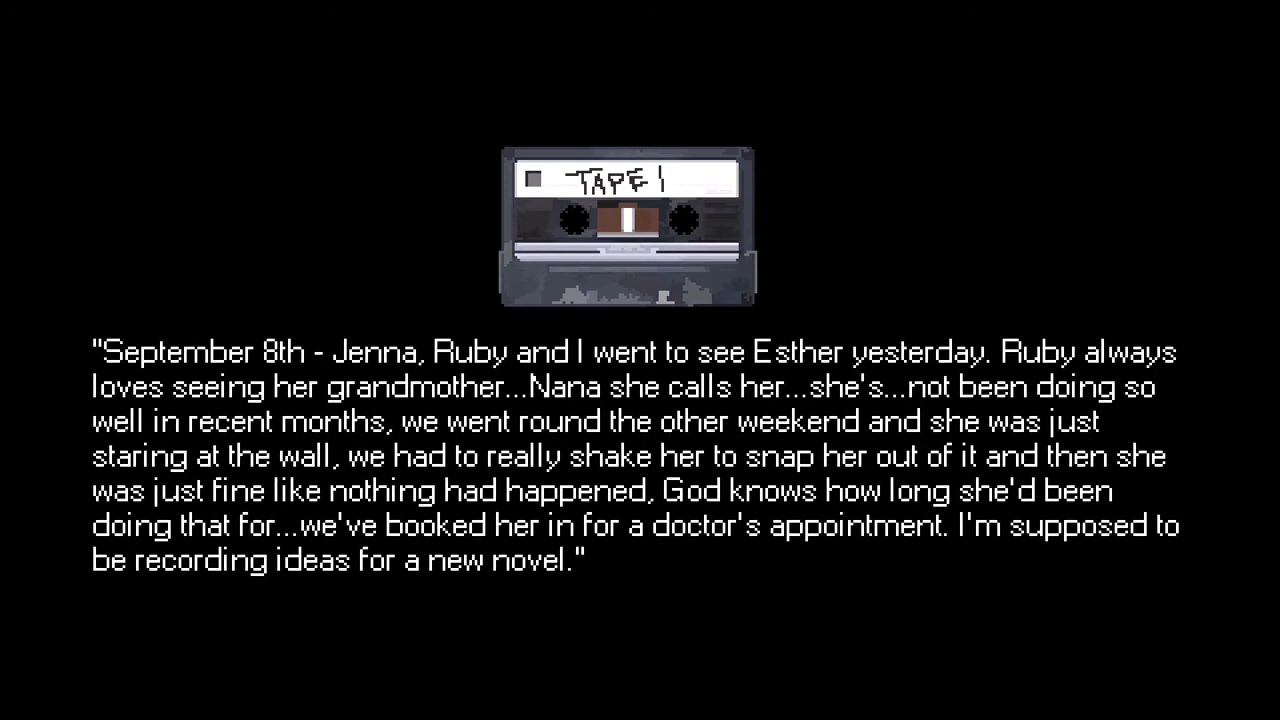 TAPE 1
"September 8th - Jenna, Ruby and I went to see Esther yesterday. Ruby always
loves seeing her grandmother...Nana she calls her...she's...not been doing so
well in recent months, we went round the other weekend and she was just
staring at the wall, we had to really shake her to snap her out of it and then she
was just fine like nothing had happened, God knows how long she'd been
doing that for...we've booked her in for a doctor's appointment. I'm supposed to
be recording ideas for a new novel."